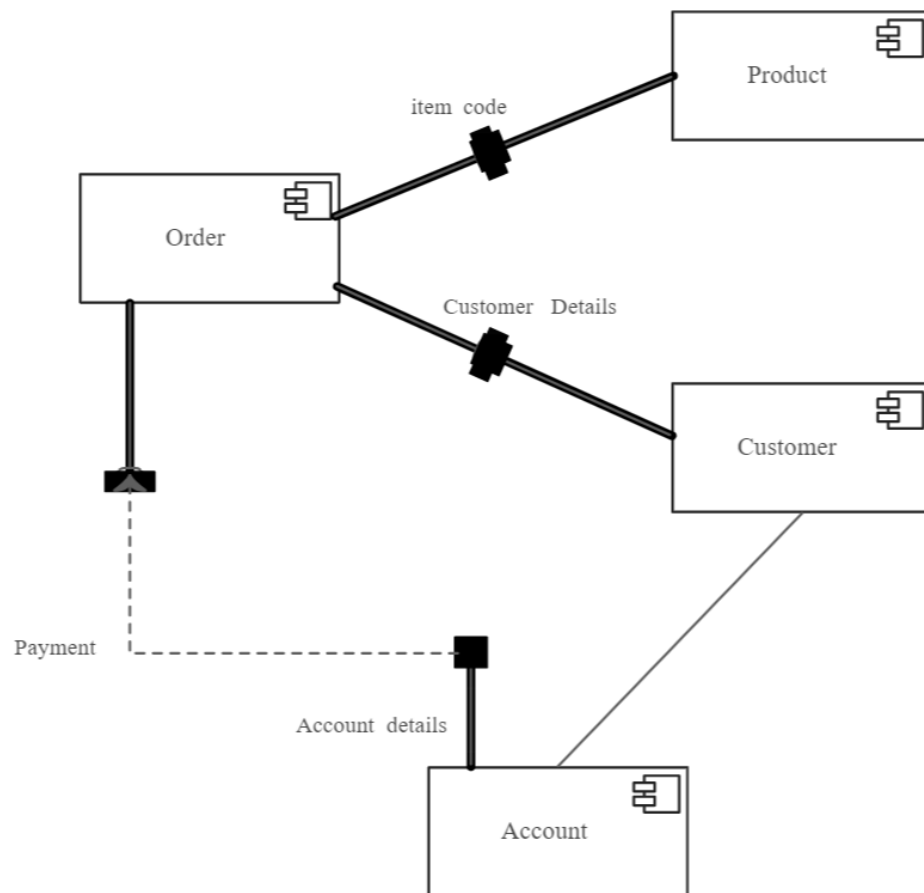 Product
item code
Order
Customer Details
Customer
Payment
Account details
Account